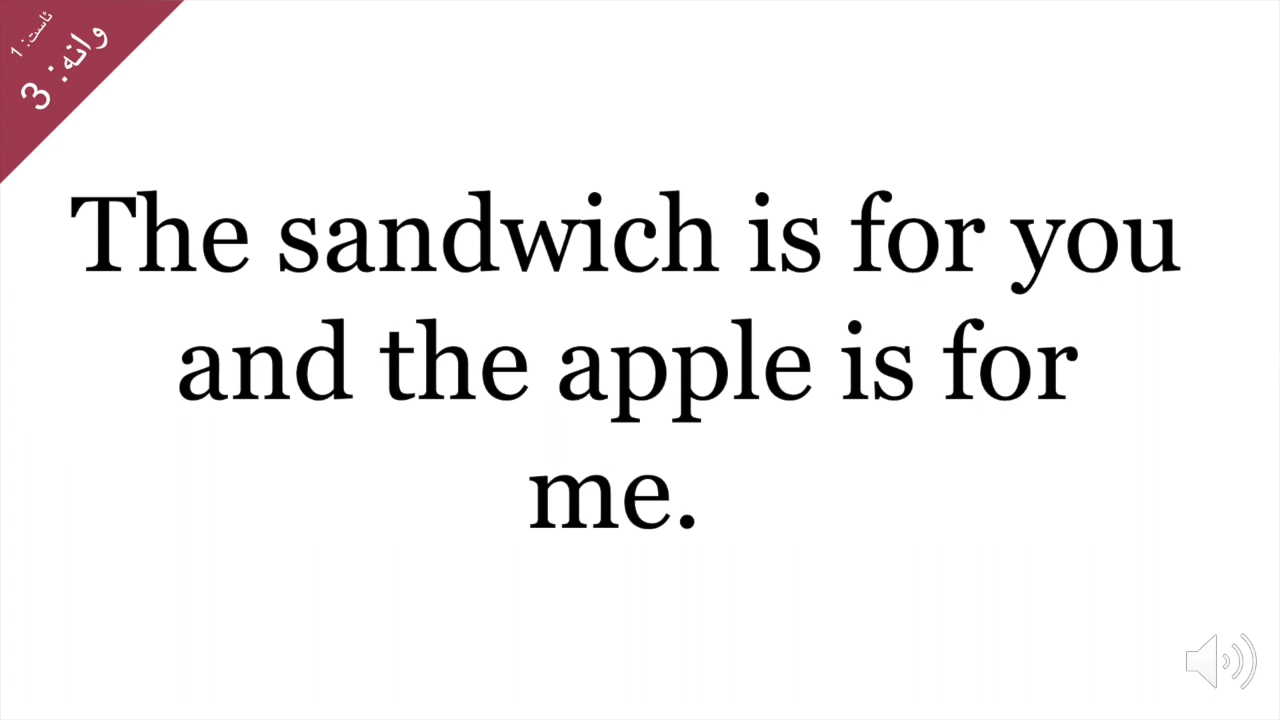 ئاست: 1
وانە: 3
The sandwich is for you
and the apple is for
me.